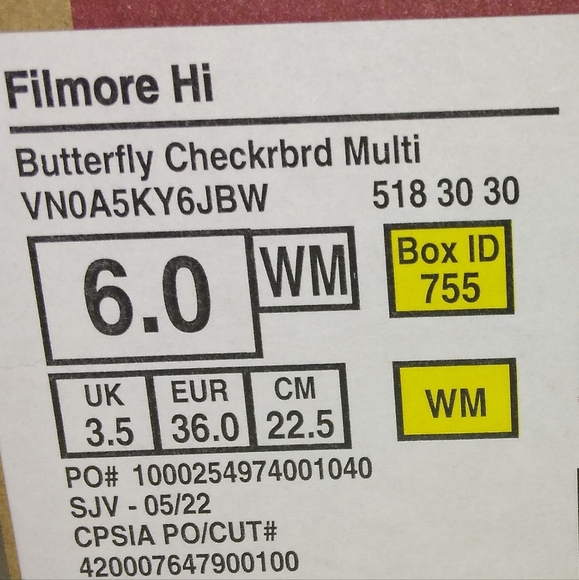 Filmore Hi
Butterfly Checkrbrd Multi
VN0A5KY6JBW 518 30 30
6.0 WM Box ID
755
UK EUR CM
3.5 36.0 22.5 WM
PO# 1000254974001040
SJV - 05/22
CPSIA PO/CUT#
420007647900100